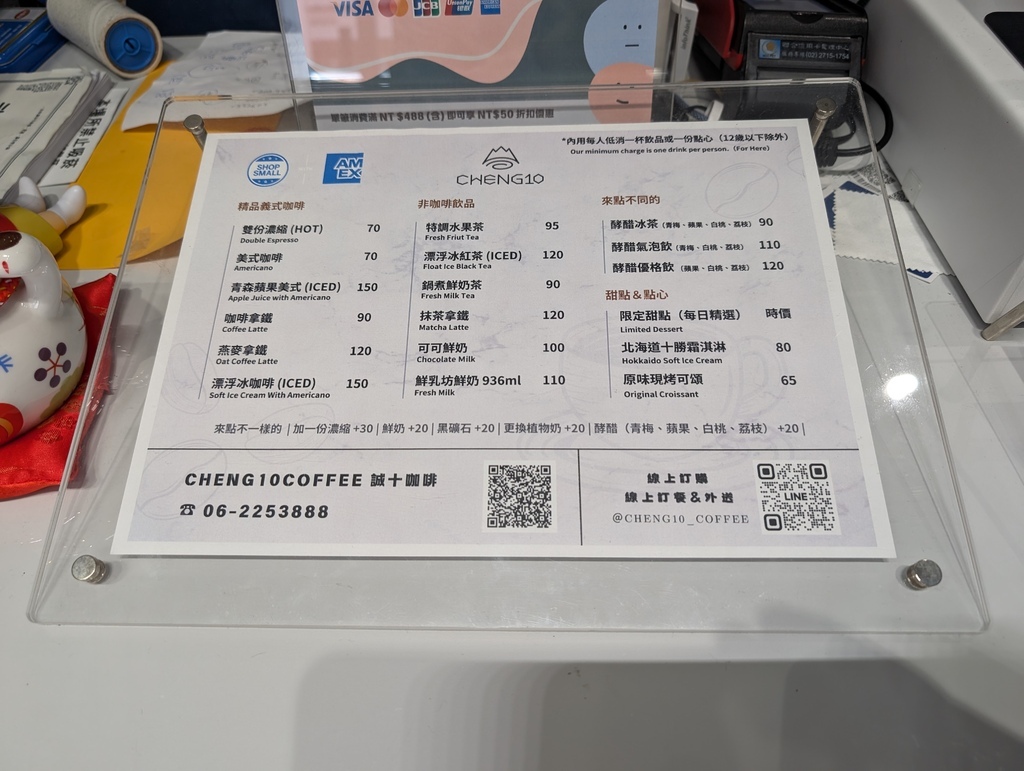 VISA
JCB
UnionPay
聯合信用卡處理中心
(02)2715-1754
單筆消費滿 NT $488 (含) 即可享 NT$50 折扣優惠
SHOP SMALL
AM EX
CHENG10
*內用每人低消一杯飲品或一份點心（12歲以下除外）
Our minimum charge is one drink per person.（For Here）
精品義式咖啡
雙份濃縮 (HOT) 70
Double Espresso
美式咖啡 70
Americano
青森蘋果美式 (ICED) 150
Apple Juice with Americano
咖啡拿鐵 90
Coffee Latte
燕麥拿鐵 120
Oat Coffee Latte
漂浮冰咖啡 (ICED) 150
Soft Ice Cream With Americano
非咖啡飲品
特調水果茶 95
Fresh Friut Tea
漂浮冰紅茶 (ICED) 120
Float Ice Black Tea
鍋煮鮮奶茶 90
Fresh Milk Tea
抹茶拿鐵 120
Matcha Latte
可可鮮奶 100
Chocolate Milk
鮮乳坊鮮奶 936ml 110
Fresh Milk
來點不同的
酵醋冰茶（青梅、蘋果、白桃、荔枝） 90
酵醋氣泡飲（青梅、白桃、荔枝） 110
酵醋優格飲（蘋果、白桃、荔枝） 120
甜點＆點心
限定甜點（每日精選） 時價
Limited Dessert
北海道十勝霜淇淋 80
Hokkaido Soft Ice Cream
原味現烤可頌 65
Original Croissant
來點不一樣的 | 加一份濃縮 +30 | 鮮奶 +20 | 黑礦石 +20 | 更換植物奶 +20 | 酵醋（青梅、蘋果、白桃、荔枝） +20 |
CHENG10COFFEE 誠十咖啡
☎ 06-2253888
線上訂購
線上訂餐＆外送
@CHENG10_COFFEE
LINE